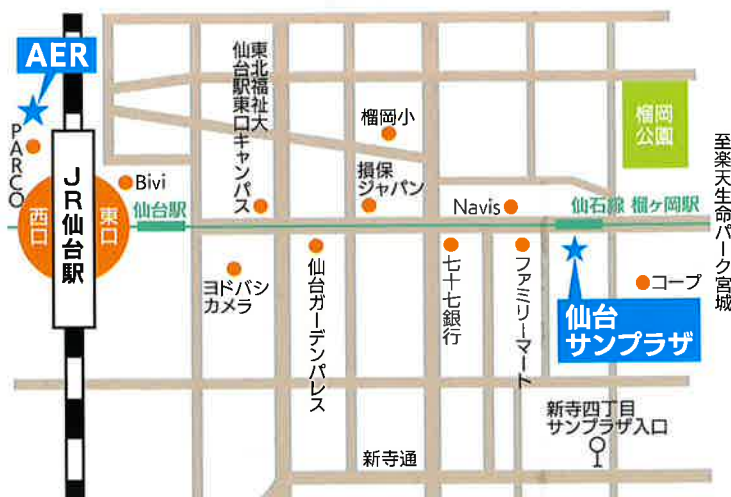 AER
PARCO
JR仙台駅
西口
東口
Bivi
仙台駅
東北福祉大
仙台駅東口キャンパス
榴岡小
損保
ジャパン
榴岡
公園
至楽天生命パーク宮城
Navis
仙石線 榴ヶ岡駅
ヨドバシ
カメラ
仙台ガーデンパレス
七十七銀行
ファミリーマート
コープ
仙台
サンプラザ
新寺四丁目
サンプラザ入口
新寺通